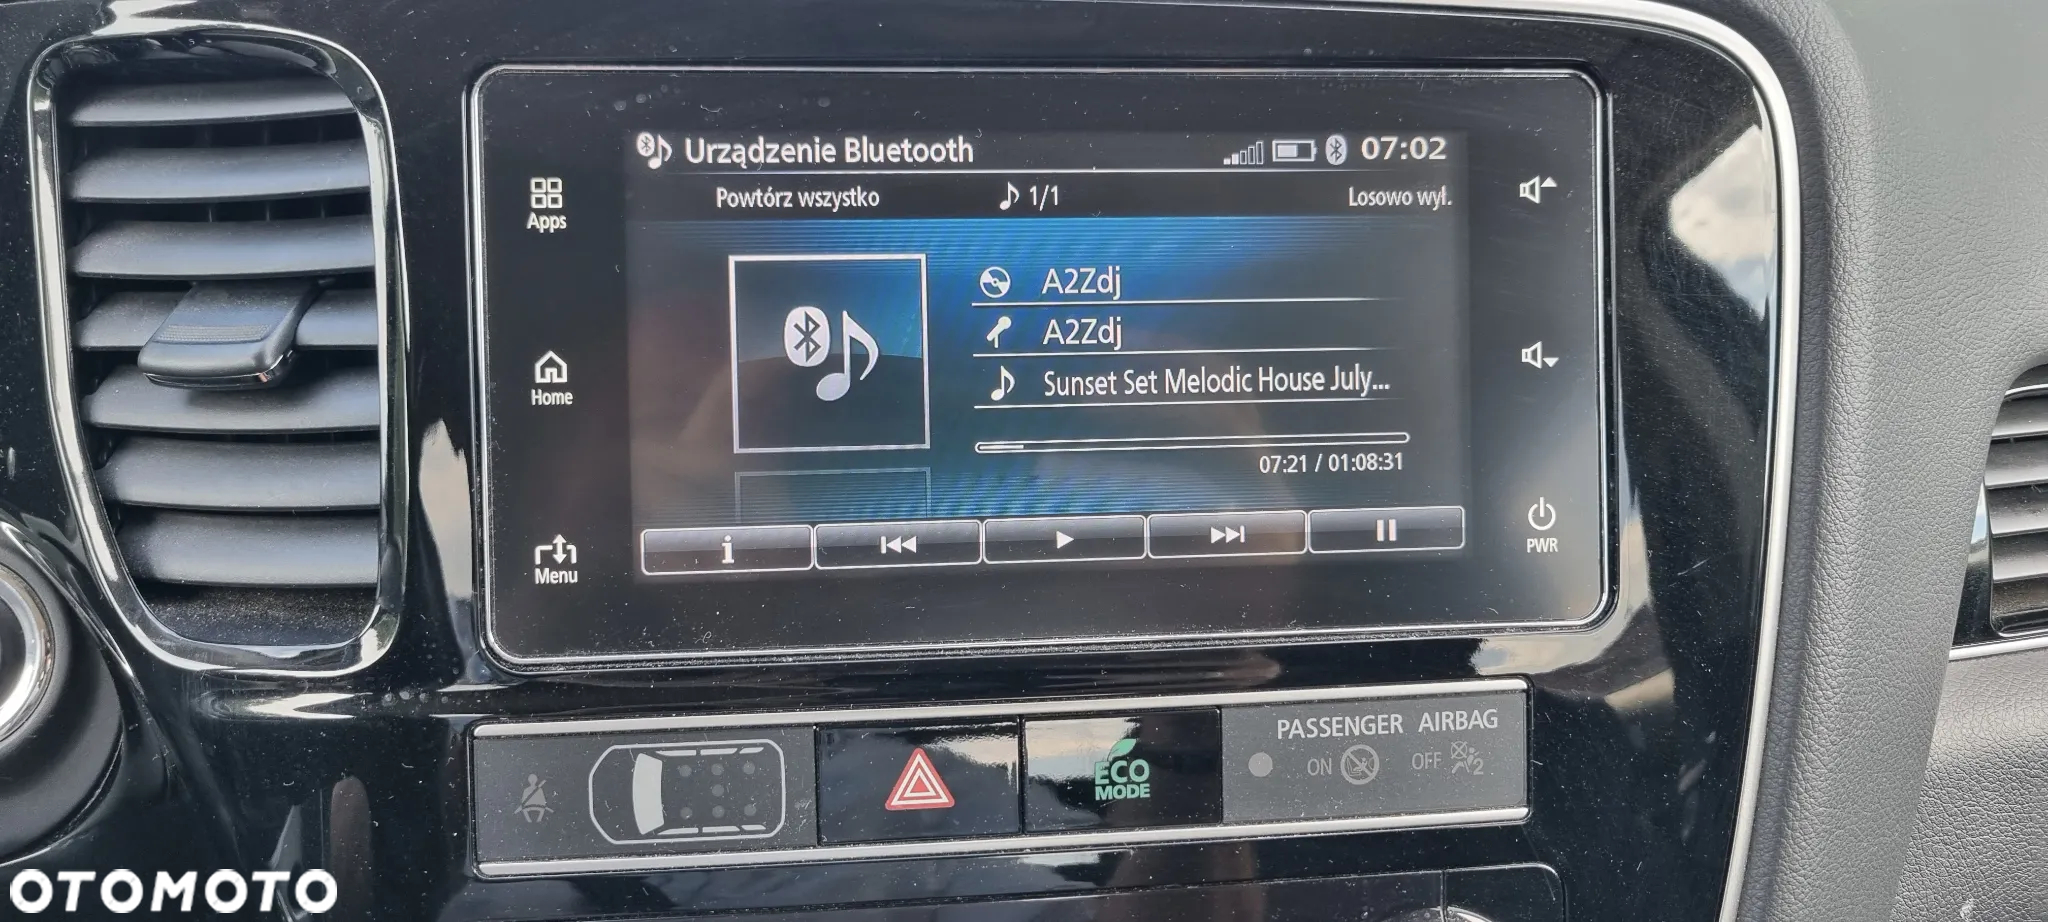 Urządzenie Bluetooth 07:02
Powtórz wszystko 1/1 Losowo wył.
Apps
A2Zdj
A2Zdj
Home
Sunset Set Melodic House July...
07:21 / 01:08:31
i
Menu
PWR
PASSENGER AIRBAG
ON OFF 2
ECO
MODE
OTOMOTO